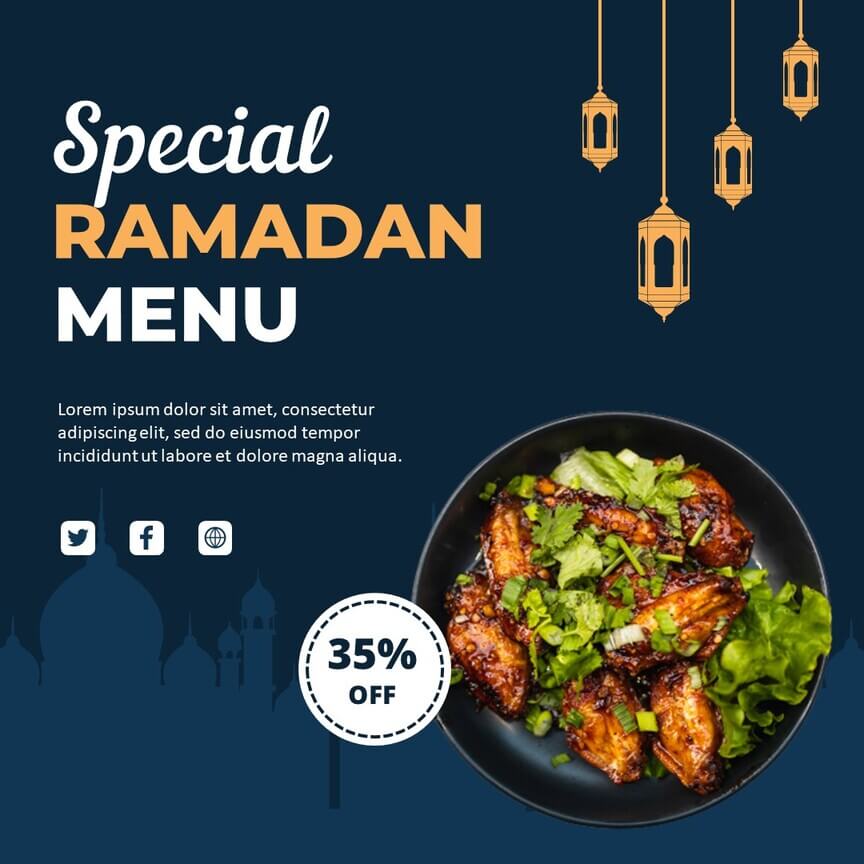 Special
RAMADAN
MENU
Lorem ipsum dolor sit amet, consectetur
adipiscing elit, sed do eiusmod tempor
incididunt ut labore et dolore magna aliqua.
35%
OFF